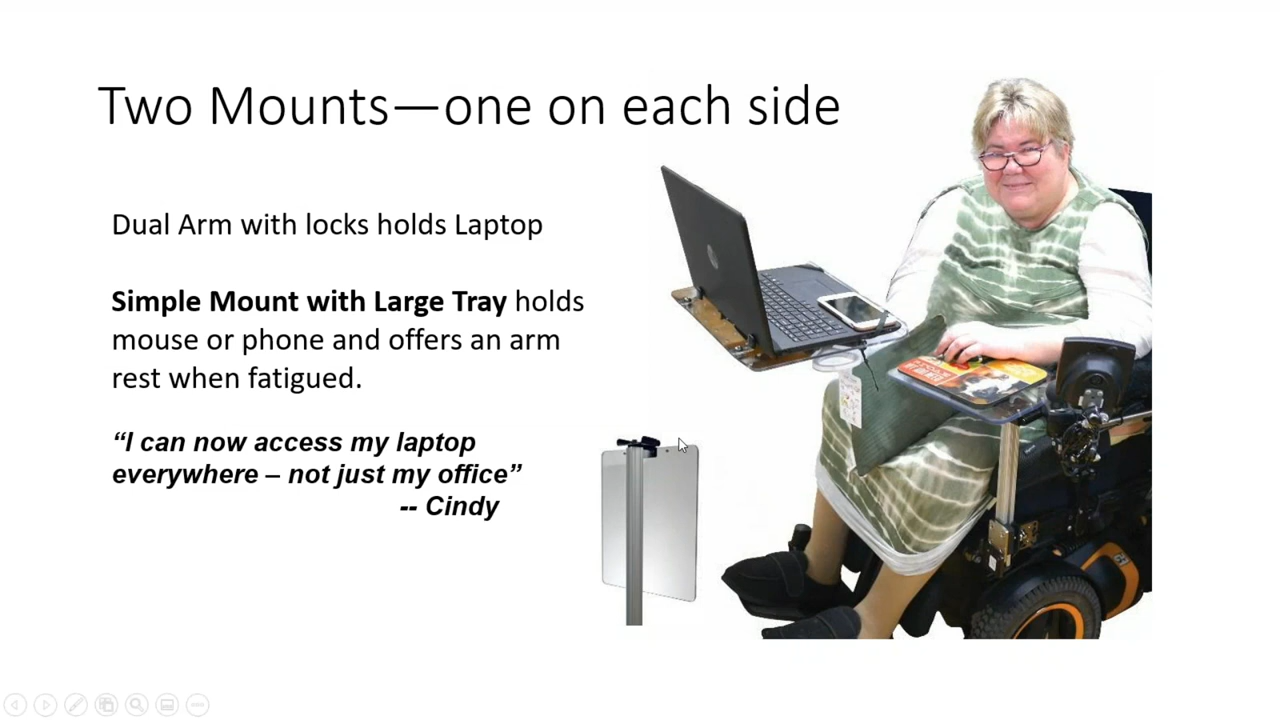 Two Mounts—one on each side
Dual Arm with locks holds Laptop
Simple Mount with Large Tray holds
mouse or phone and offers an arm
rest when fatigued.
“I can now access my laptop
everywhere – not just my office”
-- Cindy